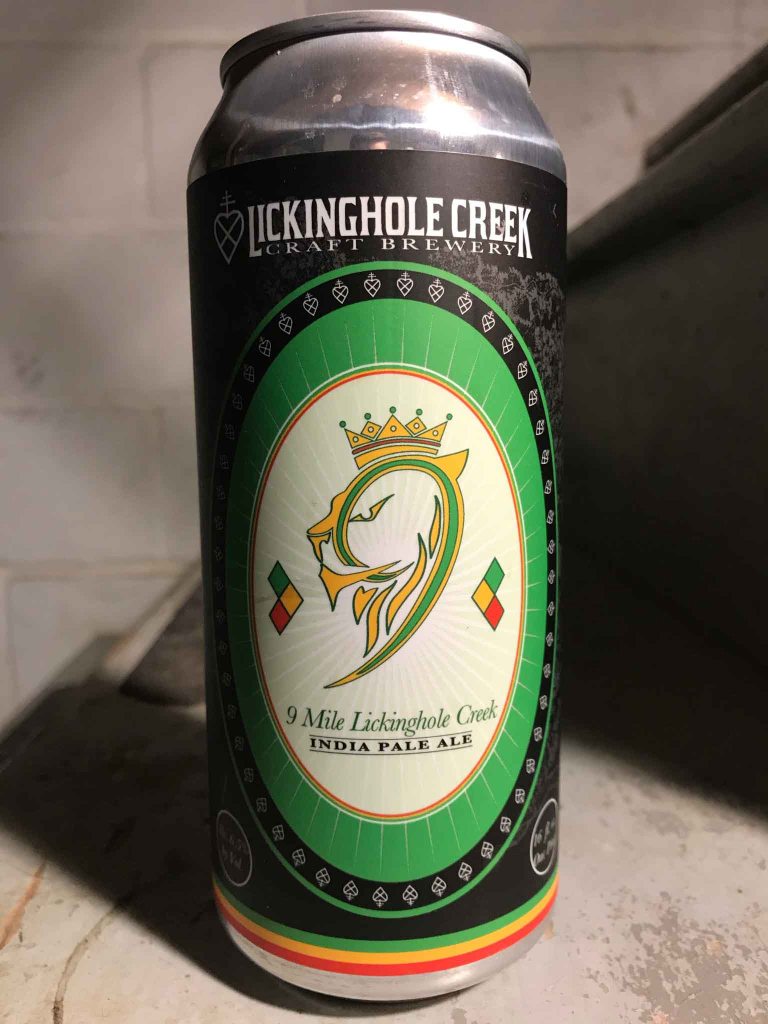 LICKINGHOLE CREEK
CRAFT BREWERY
9 Mile Lickinghole Creek
INDIA PALE ALE